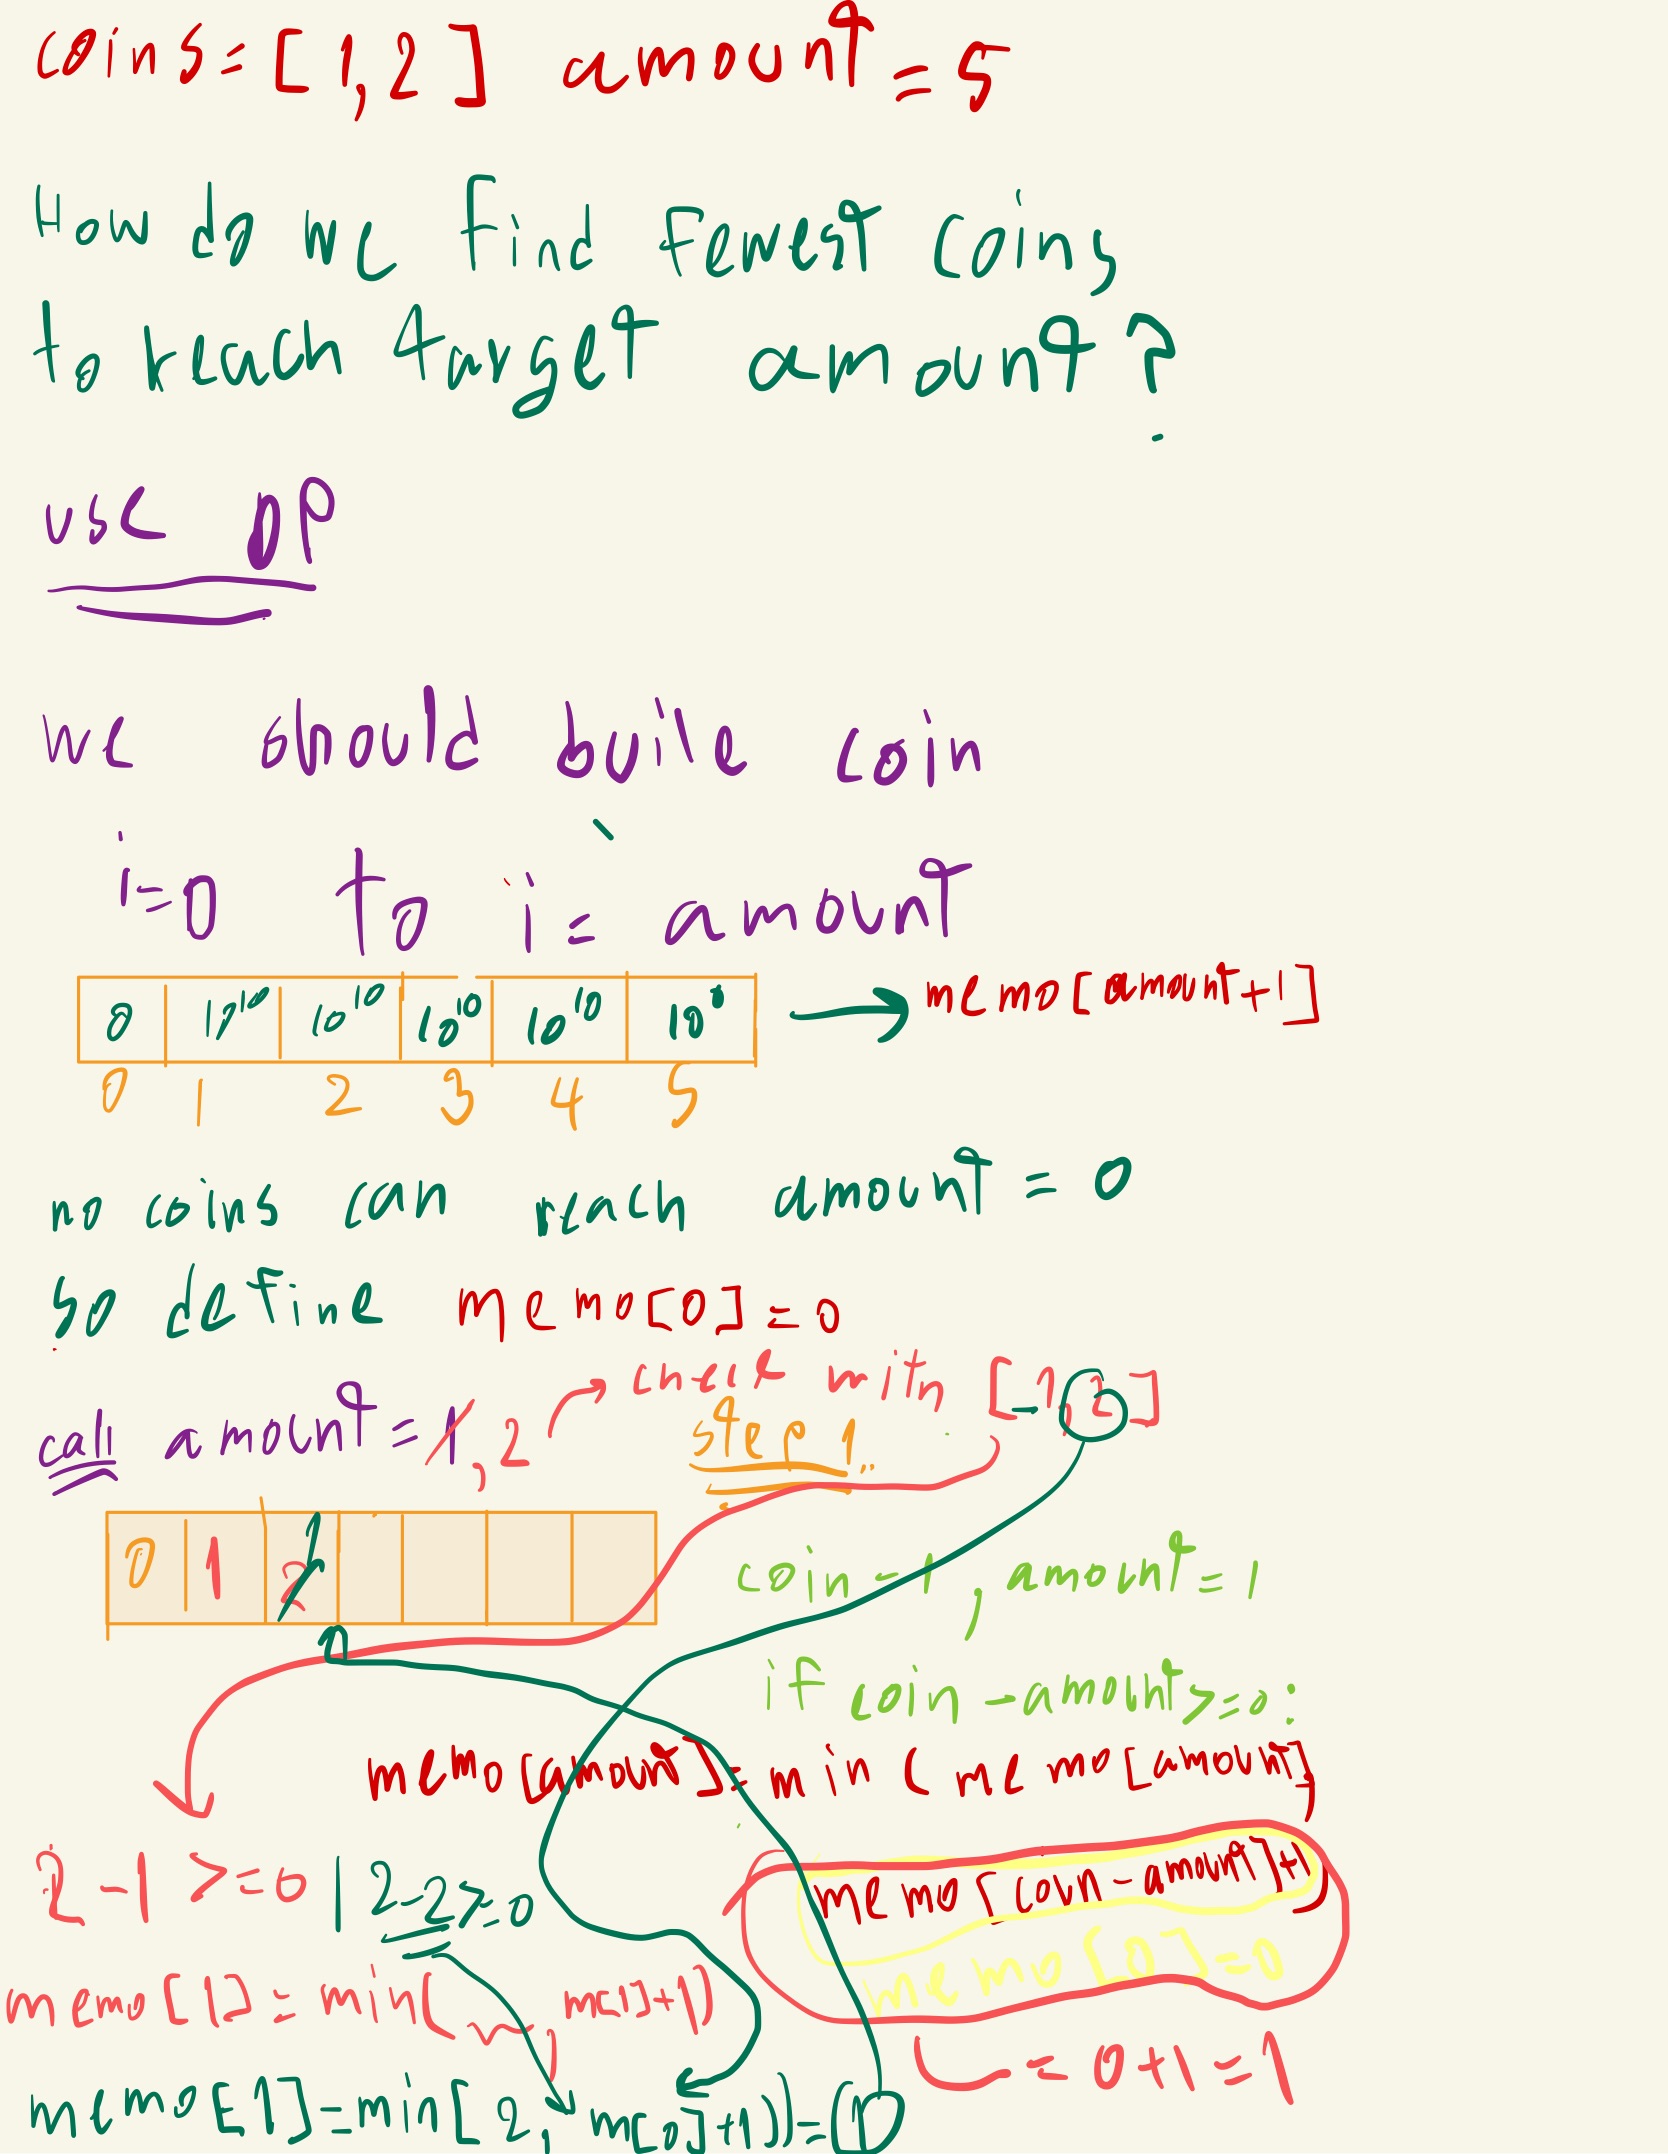 coins=[1,2] amount=5
How do we find fewest coins
to reach target amount?
use DP
we should buile coin
i=0 to i= amount
0 10^10 10^10 10^10 10^10 10^0 → memo[amount+1]
0 1 2 3 4 5
no coins can reach amount = 0
so define memo[0]=0
check with [1,2]
call amount=1,2 step 1
0 1 2
coin-1, amount=1
if coin-amount>=0:
memo[amount]=min(memo[amount],
memo[coin-amount]+1)
memo[0]=0
= 0+1=1
2-1>=0 | 2-2>=0
memo[1]=min( , m[1]+1)
memo[1]=min[2, m[0]+1))=1